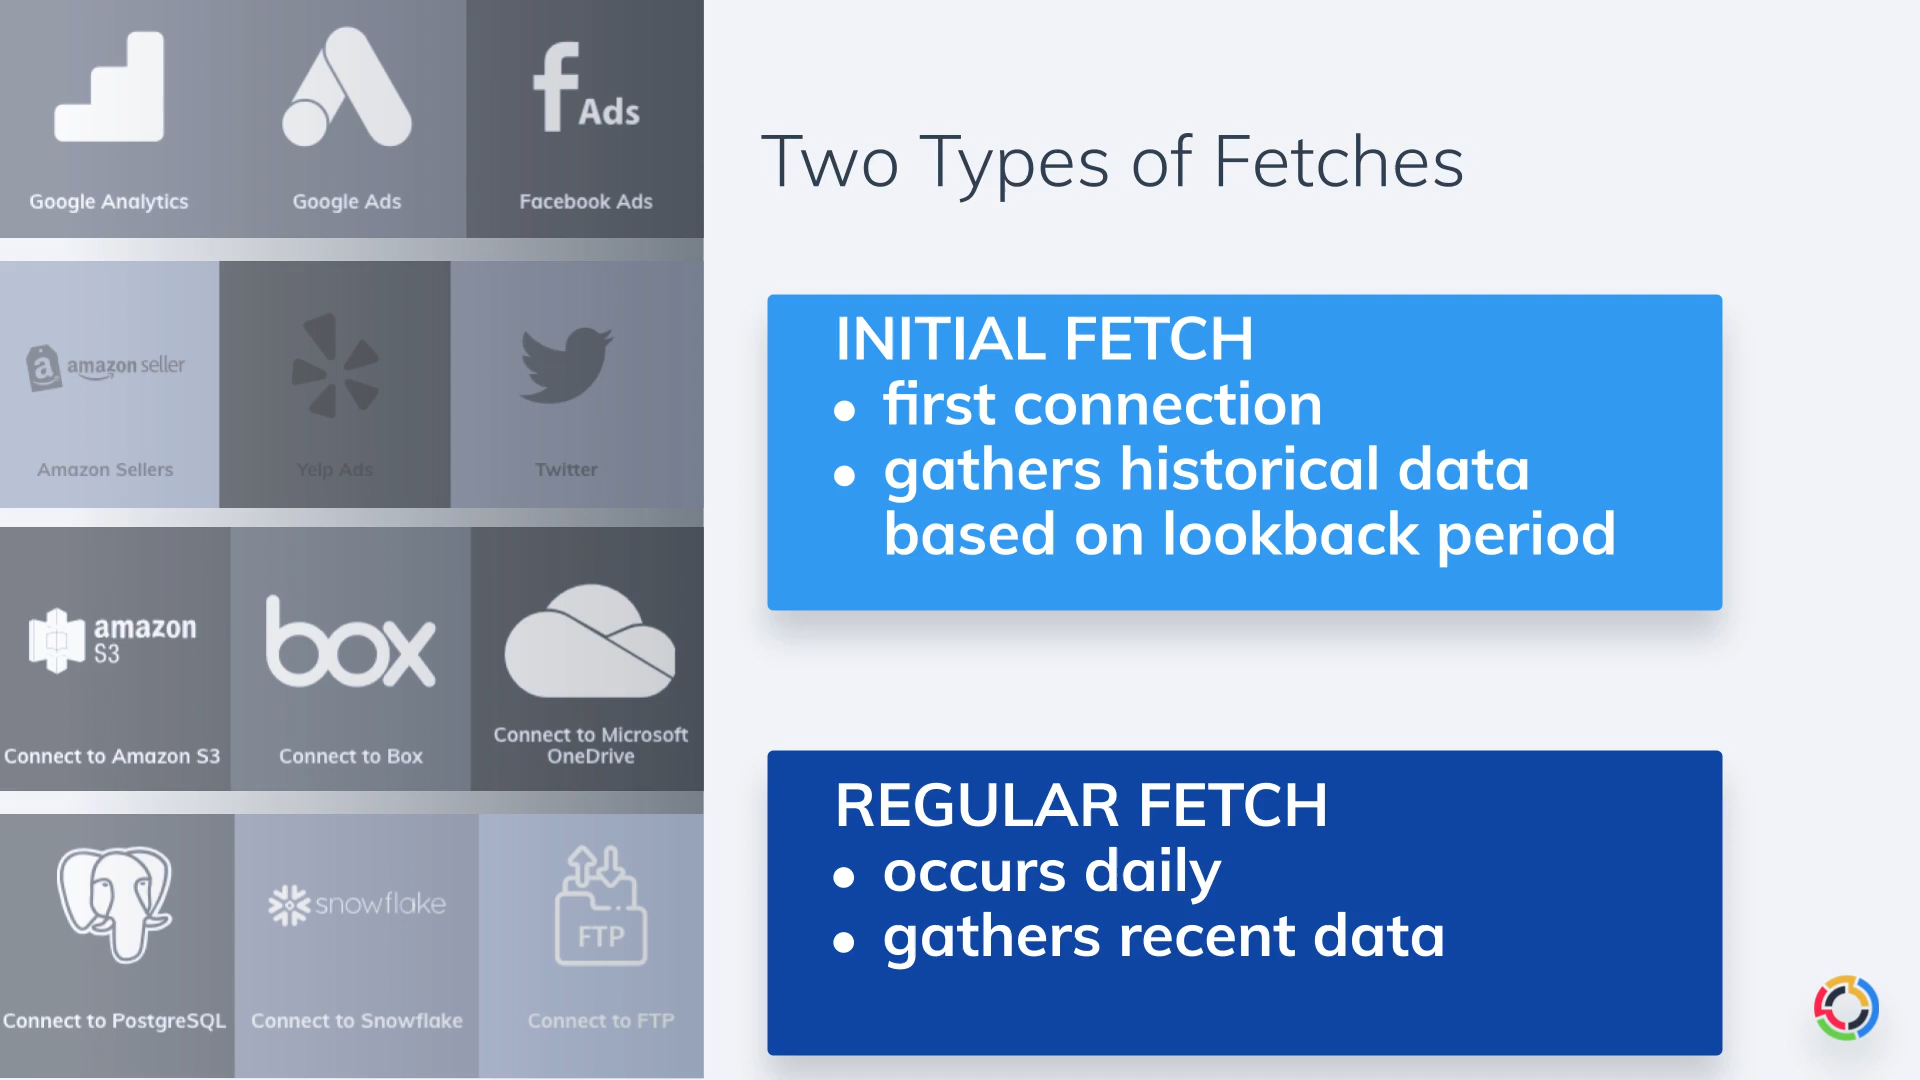 f Ads
Google Analytics
Google Ads
Facebook Ads
a amazon seller
Amazon Sellers
Yelp Ads
Twitter
amazon
S3
box
Connect to Amazon S3
Connect to Box
Connect to Microsoft
OneDrive
snowflake
FTP
Connect to PostgreSQL
Connect to Snowflake
Connect to FTP
Two Types of Fetches
INITIAL FETCH
● first connection
● gathers historical data
based on lookback period
REGULAR FETCH
● occurs daily
● gathers recent data